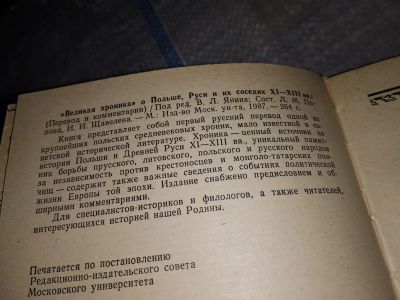 «Великая хроника» о Польше, Руси и их соседях XI—XIII вв.:
(Перевод и комментарии) / Под ред. В. Л. Янина; Сост. Л. М. По-
пова, Н. И. Щавелева. — М.: Изд-во Моск. ун-та, 1987.— 264 с.
Книга представляет собой первый русский перевод одной из
крупнейших польских средневековых хроник, мало известной в со-
ветской исторической литературе. Хроника — ценный источник по
истории Польши и Древней Руси XI—XIII вв., уникальный памят-
ник борьбы прусского, литовского, польского и русского народов
за независимость против крестоносцев и монголо-татарских пол-
чищ — содержит также важные сведения о событиях политической
жизни Европы той эпохи. Издание снабжено предисловием и об-
ширными комментариями.
Для специалистов-историков и филологов, а также читателей,
интересующихся историей нашей Родины.
Печатается по постановлению
Редакционно-издательского совета
Московского университета